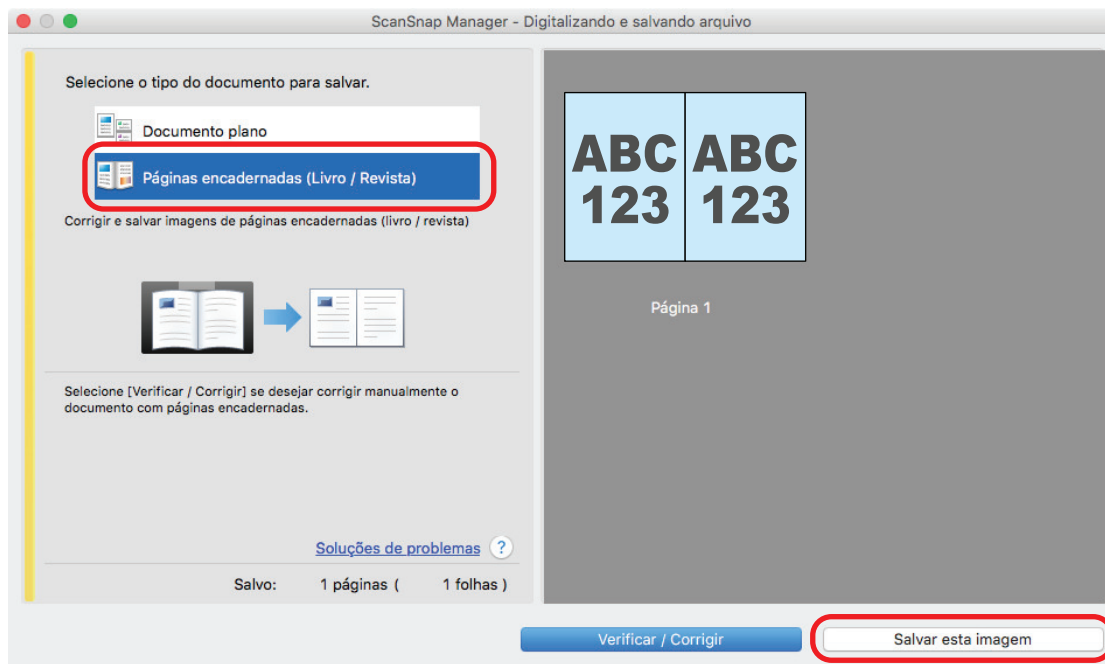 ScanSnap Manager - Digitalizando e salvando arquivo
Selecione o tipo do documento para salvar.
Documento plano
Páginas encadernadas (Livro / Revista)
Corrigir e salvar imagens de páginas encadernadas (livro / revista)
Selecione [Verificar / Corrigir] se desejar corrigir manualmente o
documento com páginas encadernadas.
Soluções de problemas ?
Salvo: 1 páginas ( 1 folhas )
ABC ABC
123 123
Página 1
Verificar / Corrigir
Salvar esta imagem